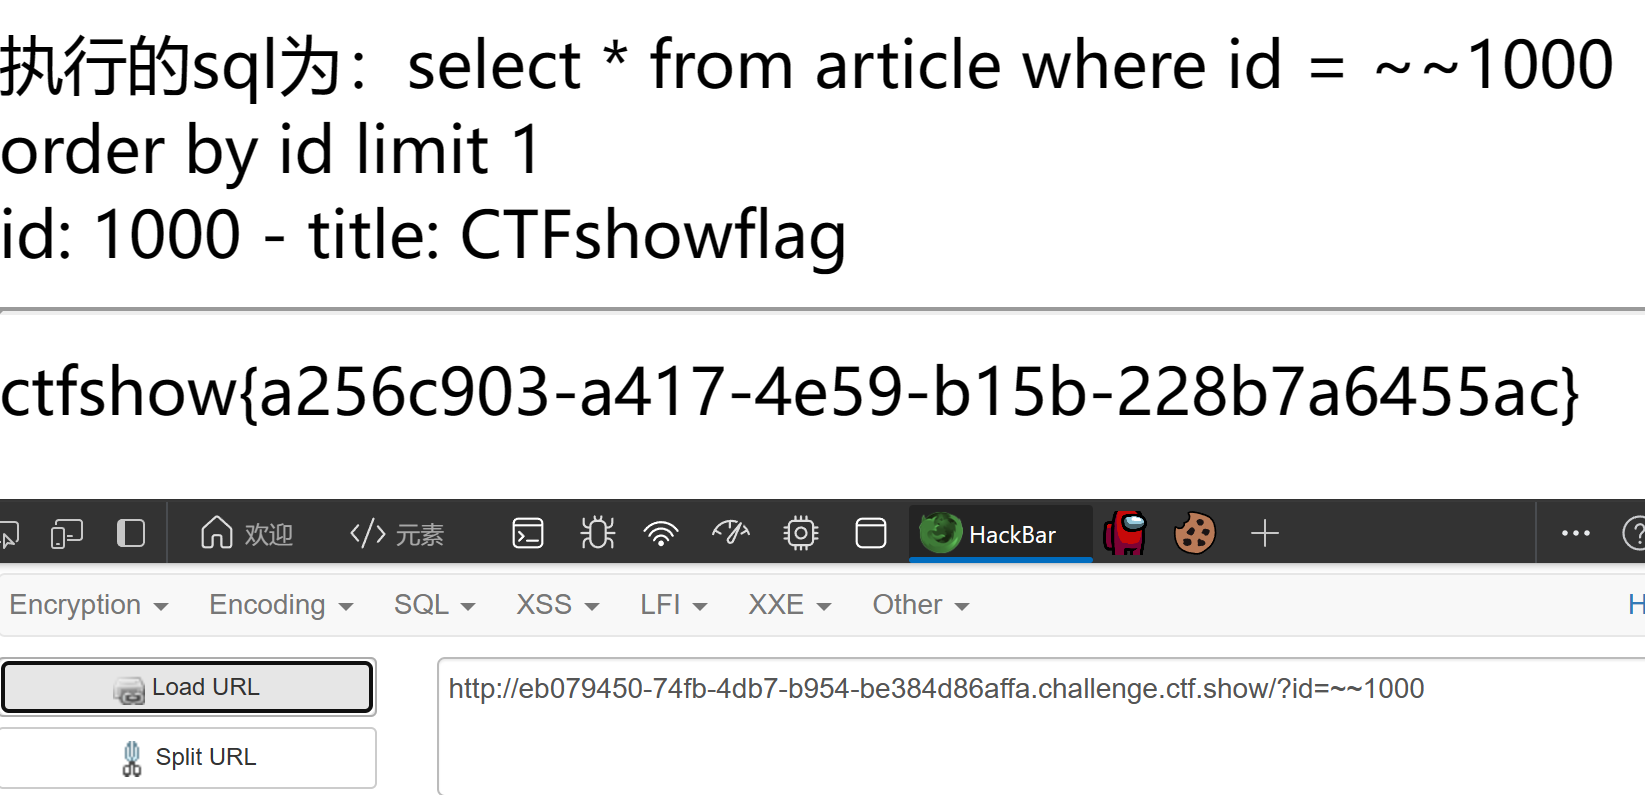 执行的sql为：select * from article where id = ~~1000
order by id limit 1
id: 1000 - title: CTFshowflag
ctfshow{a256c903-a417-4e59-b15b-228b7a6455ac}
欢迎 </> 元素 HackBar
Encryption Encoding SQL XSS LFI XXE Other H
Load URL http://eb079450-74fb-4db7-b954-be384d86affa.challenge.ctf.show/?id=~~1000
Split URL